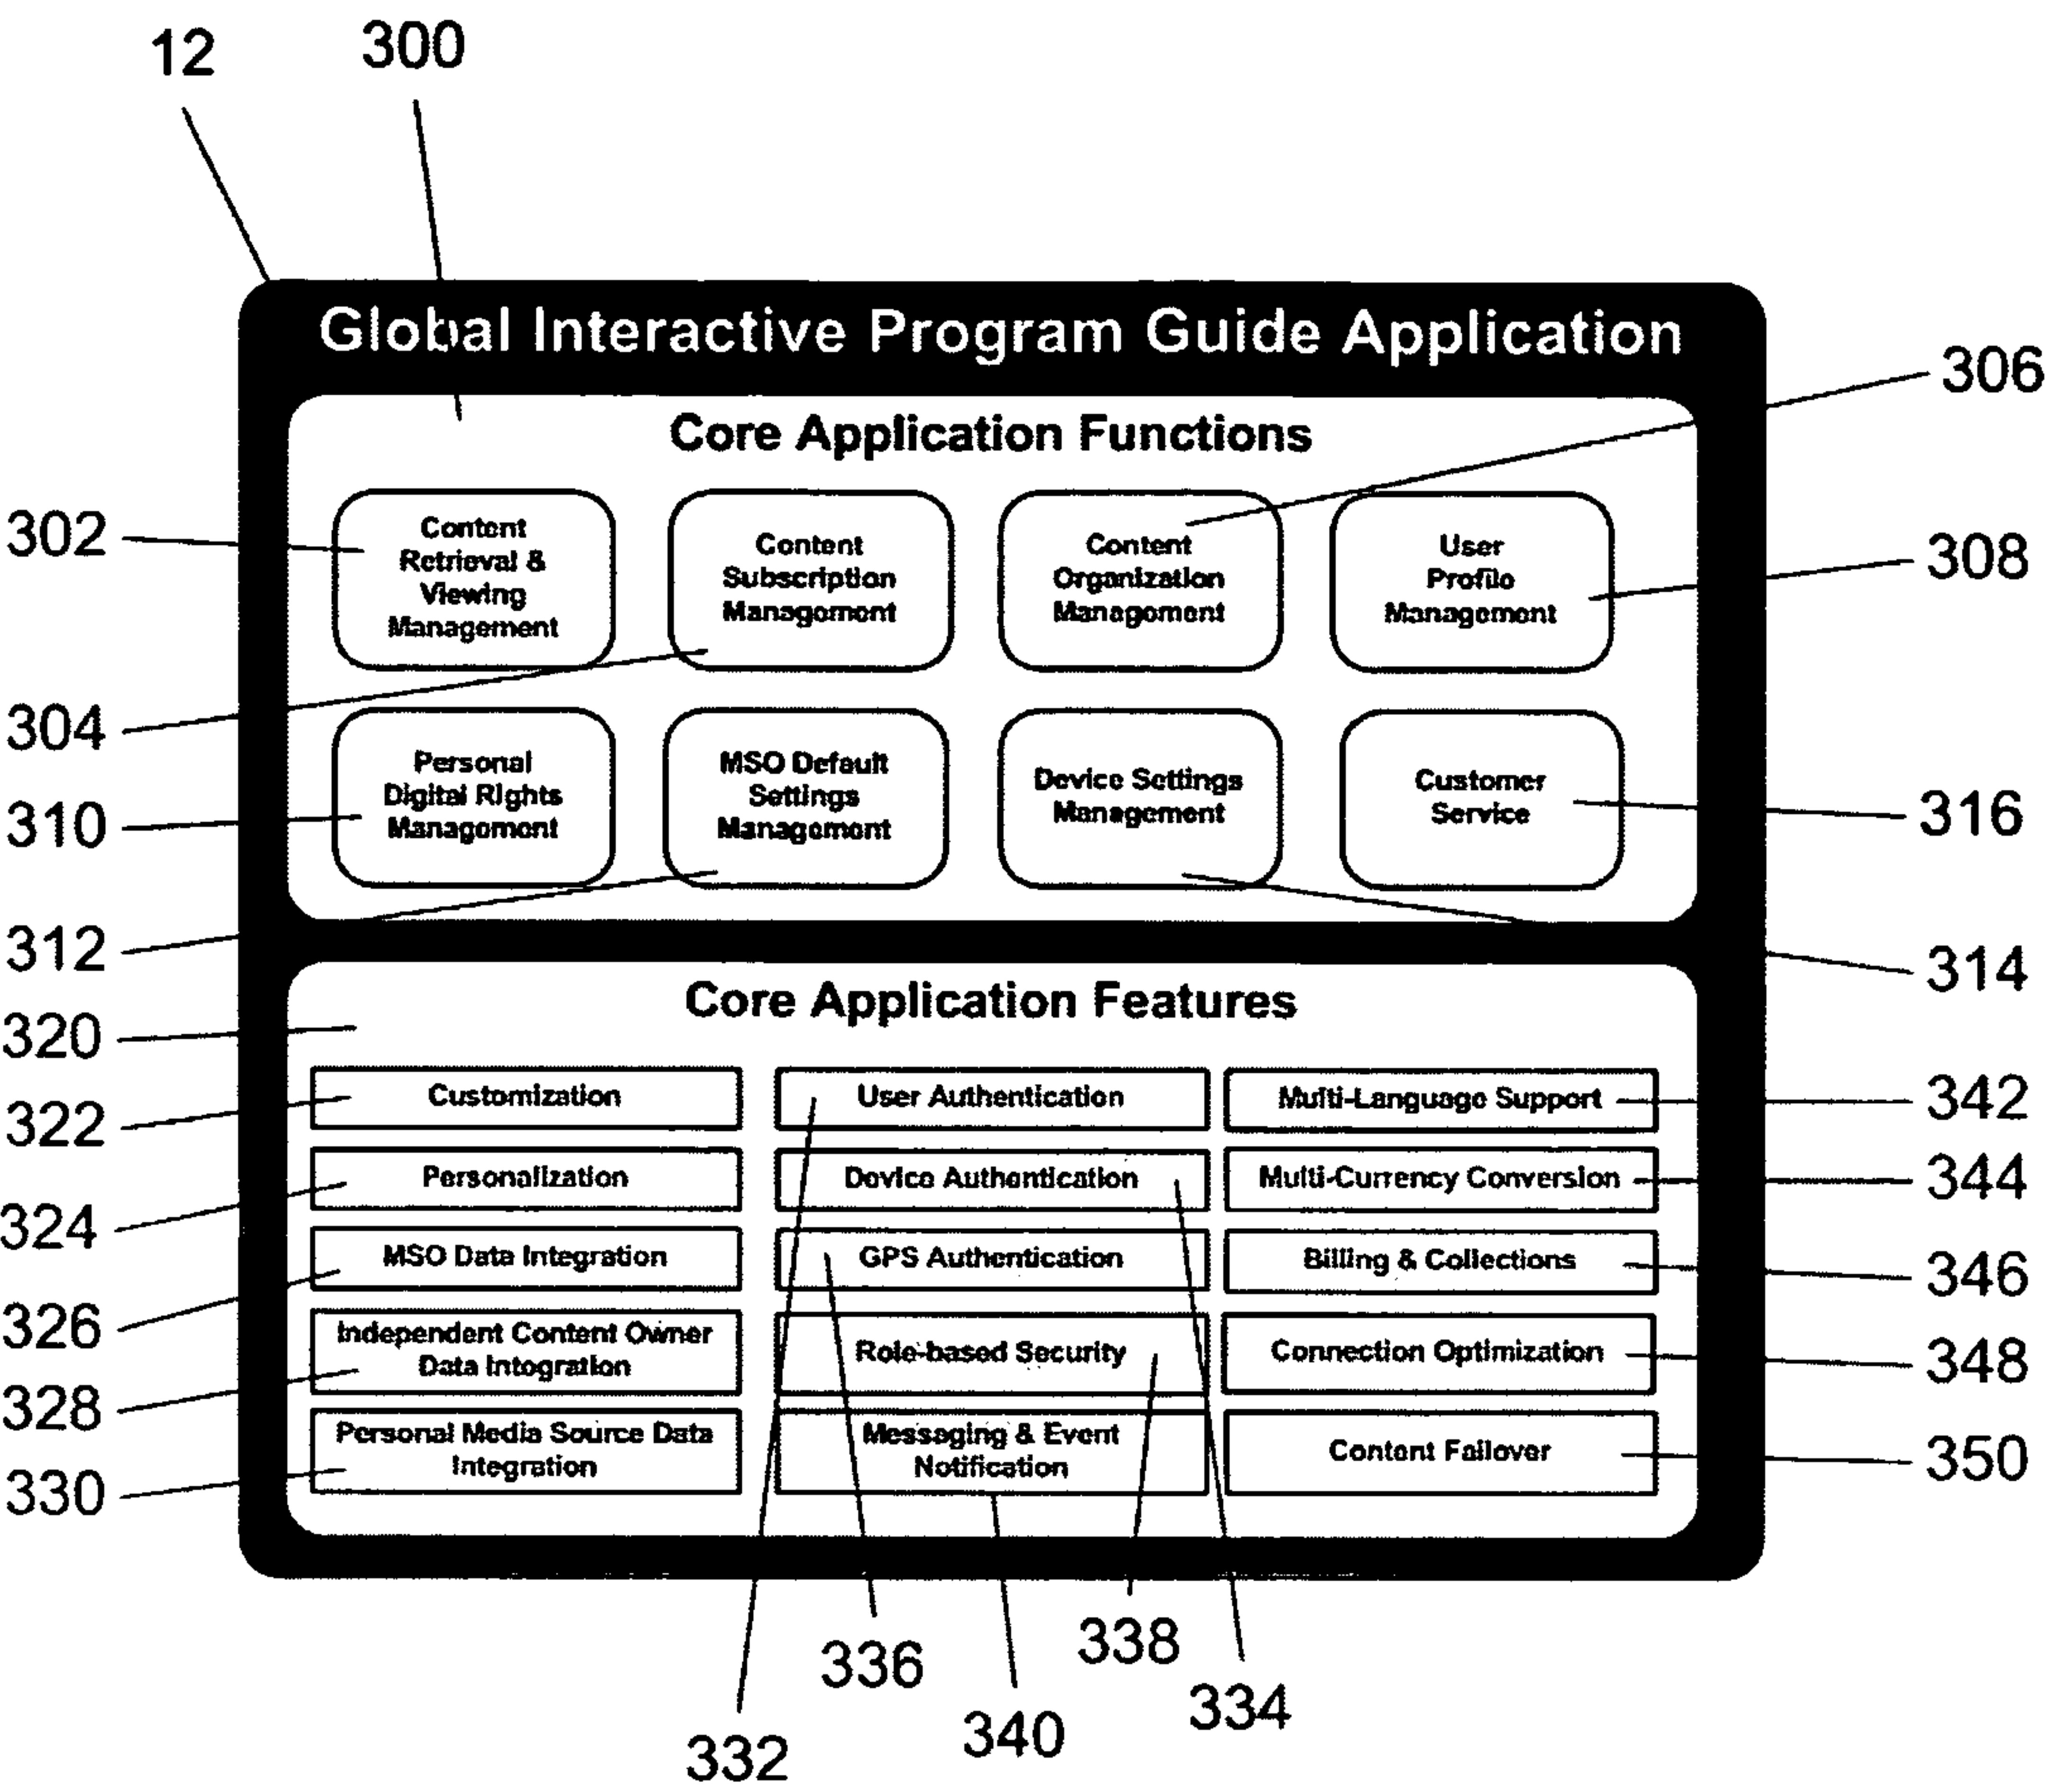 12
300
Global Interactive Program Guide Application
306
Core Application Functions
302
Content
Retrieval &
Viewing
Management
Content
Subscription
Management
Content
Organization
Management
User
Profile
Management
308
304
Personal
Digital Rights
Management
MSO Default
Settings
Management
Device Settings
Management
Customer
Service
310
316
312
314
Core Application Features
320
322
Customization
User Authentication
Multi-Language Support
342
324
Personalization
Device Authentication
Multi-Currency Conversion
344
326
MSO Data Integration
GPS Authentication
Billing & Collections
346
328
Independent Content Owner
Data Integration
Role-based Security
Connection Optimization
348
330
Personal Media Source Data
Integration
Messaging & Event
Notification
Content Failover
350
336
338
334
340
332